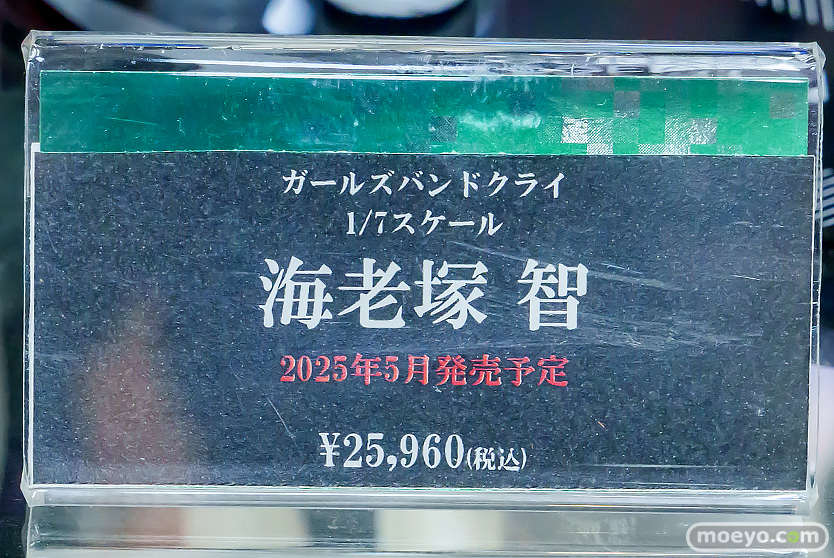 ガールズバンドクライ
1/7スケール
海老塚 智
2025年5月発売予定
¥25,960(税込)
moeyo.com